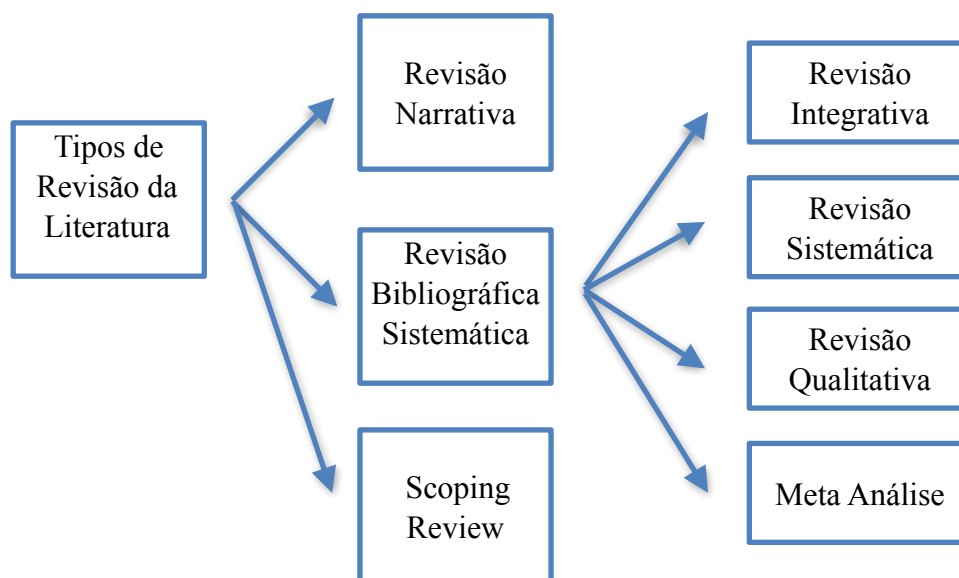 Tipos de
Revisão da
Literatura
Revisão
Narrativa
Revisão
Bibliográfica
Sistemática
Scoping
Review
Revisão
Integrativa
Revisão
Sistemática
Revisão
Qualitativa
Meta Análise